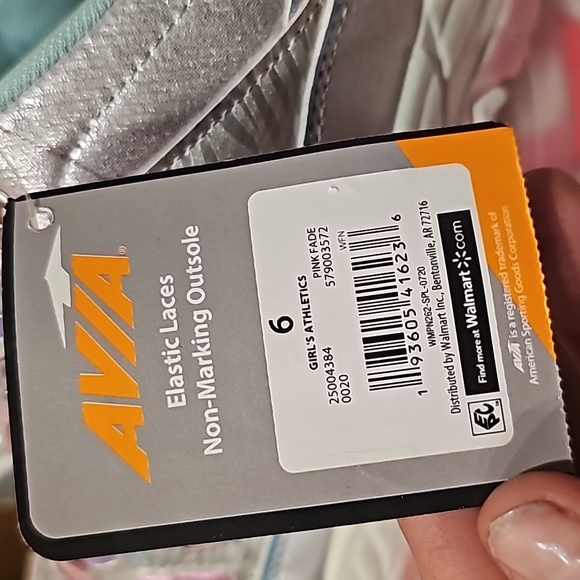 AVIA®
Elastic Laces
Non-Marking Outsole
6
GIRL'S ATHLETICS
25004384 PINK FADE
0020 579003572
WFN
1 93605 41623 6
WMPN262-SPL-0720
Distributed by Walmart Inc., Bentonville, AR 72716
Find more at Walmart.com
EPC
AVIA is a registered trademark of
American Sporting Goods Corporation